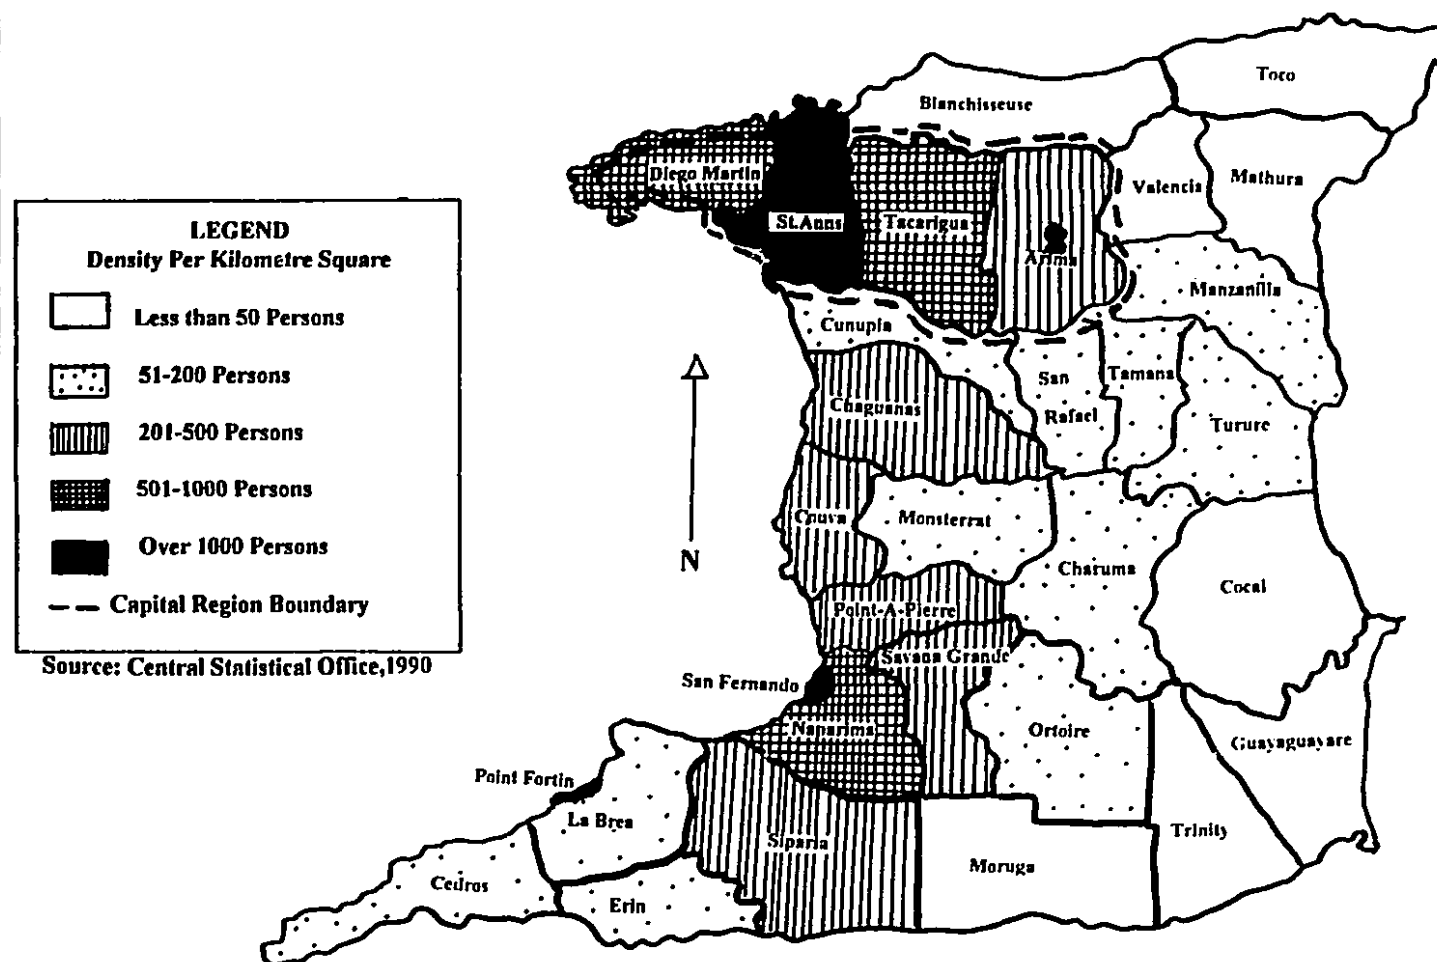 Toco
Blanchisseuse
Diego Martin
Valencia
Mathura
St.Anns
Tacarigua
Arima
Manzanilla
LEGEND
Density Per Kilometre Square
Less than 50 Persons
51-200 Persons
201-500 Persons
501-1000 Persons
Over 1000 Persons
Capital Region Boundary
Source: Central Statistical Office,1990
N
Cunupia
San
Rafael
Tamana
Turure
Chaguanas
Couva
Monsterrat
Charuma
Cocal
Point-A-Pierre
Savana Grande
San Fernando
Naparima
Ortoire
Guayaguayare
Point Fortin
La Brea
Siparia
Trinity
Moruga
Cedros
Erin